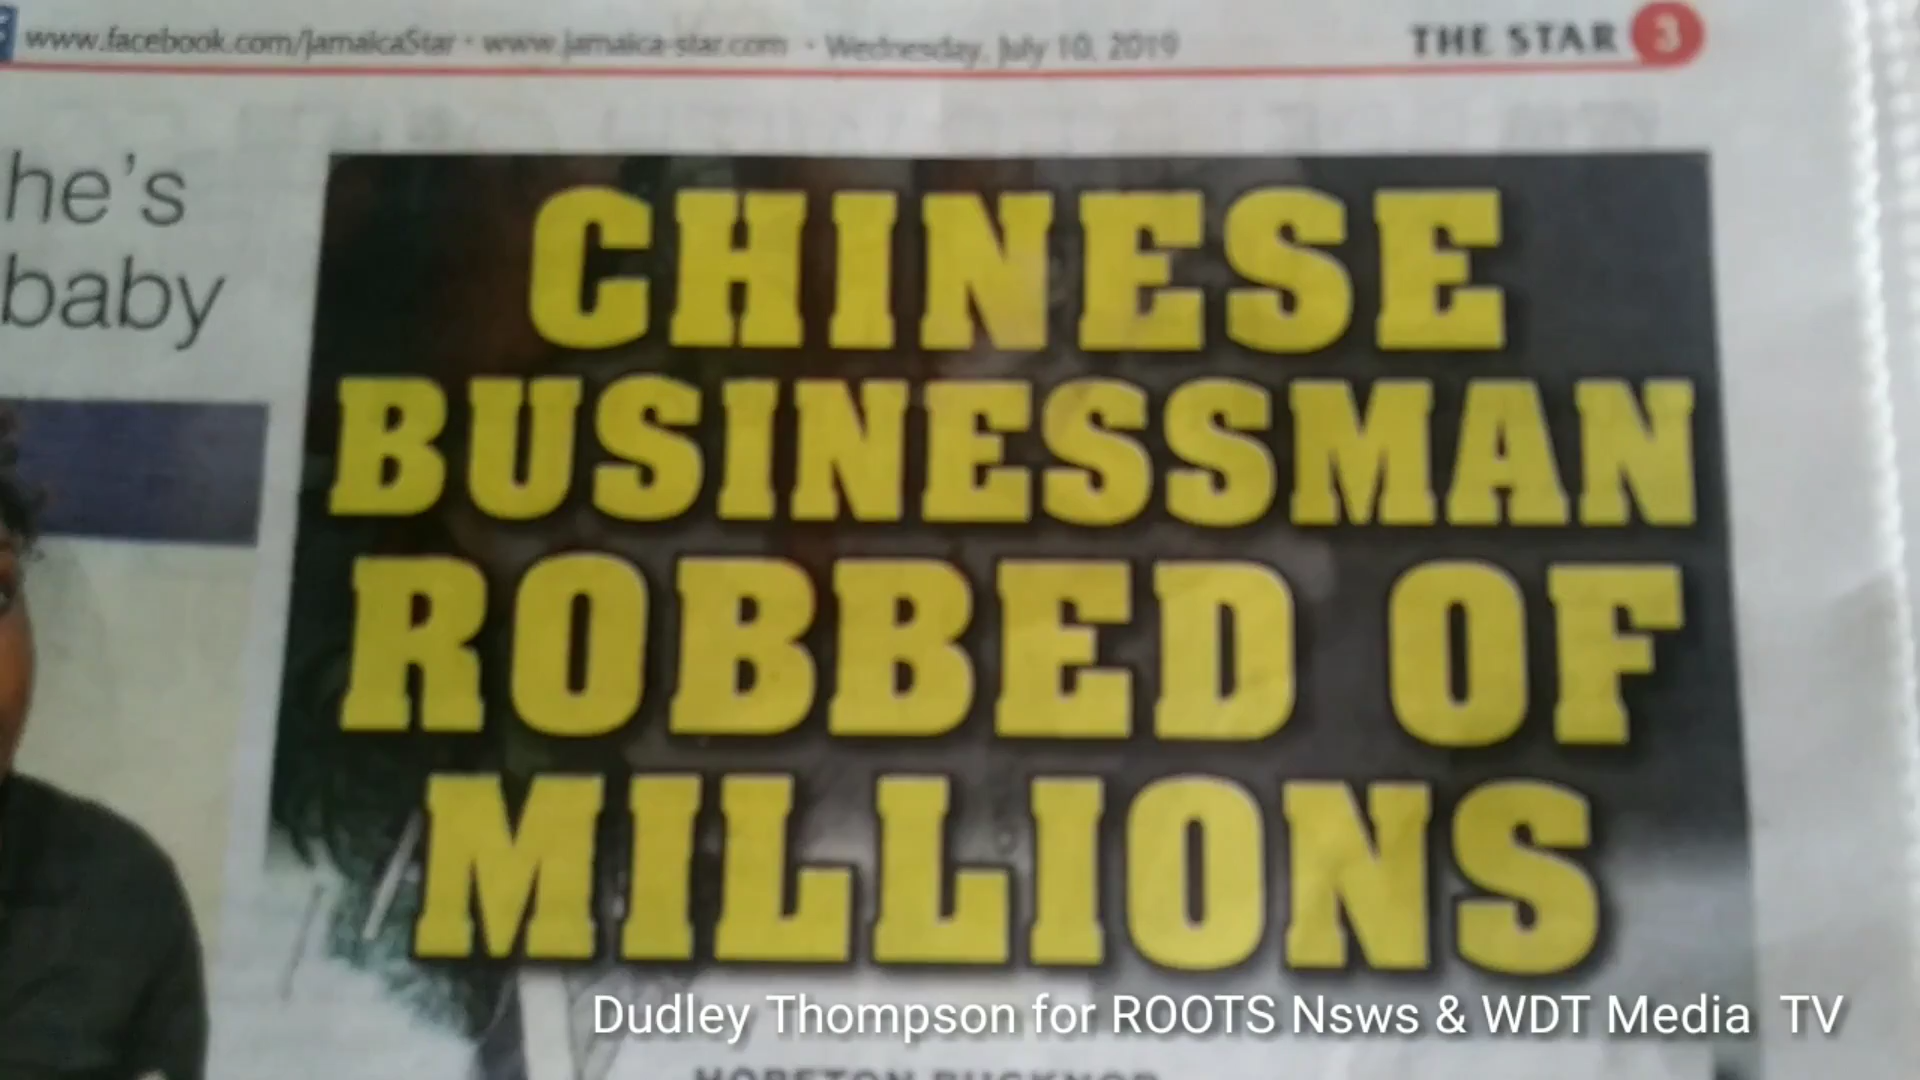 www.facebook.com/JamaicaStar • www.jamaica-star.com • Wednesday, July 10, 2019 THE STAR 3
he's
baby
CHINESE
BUSINESSMAN
ROBBED OF
MILLIONS
Dudley Thompson for ROOTS Nsws & WDT Media TV